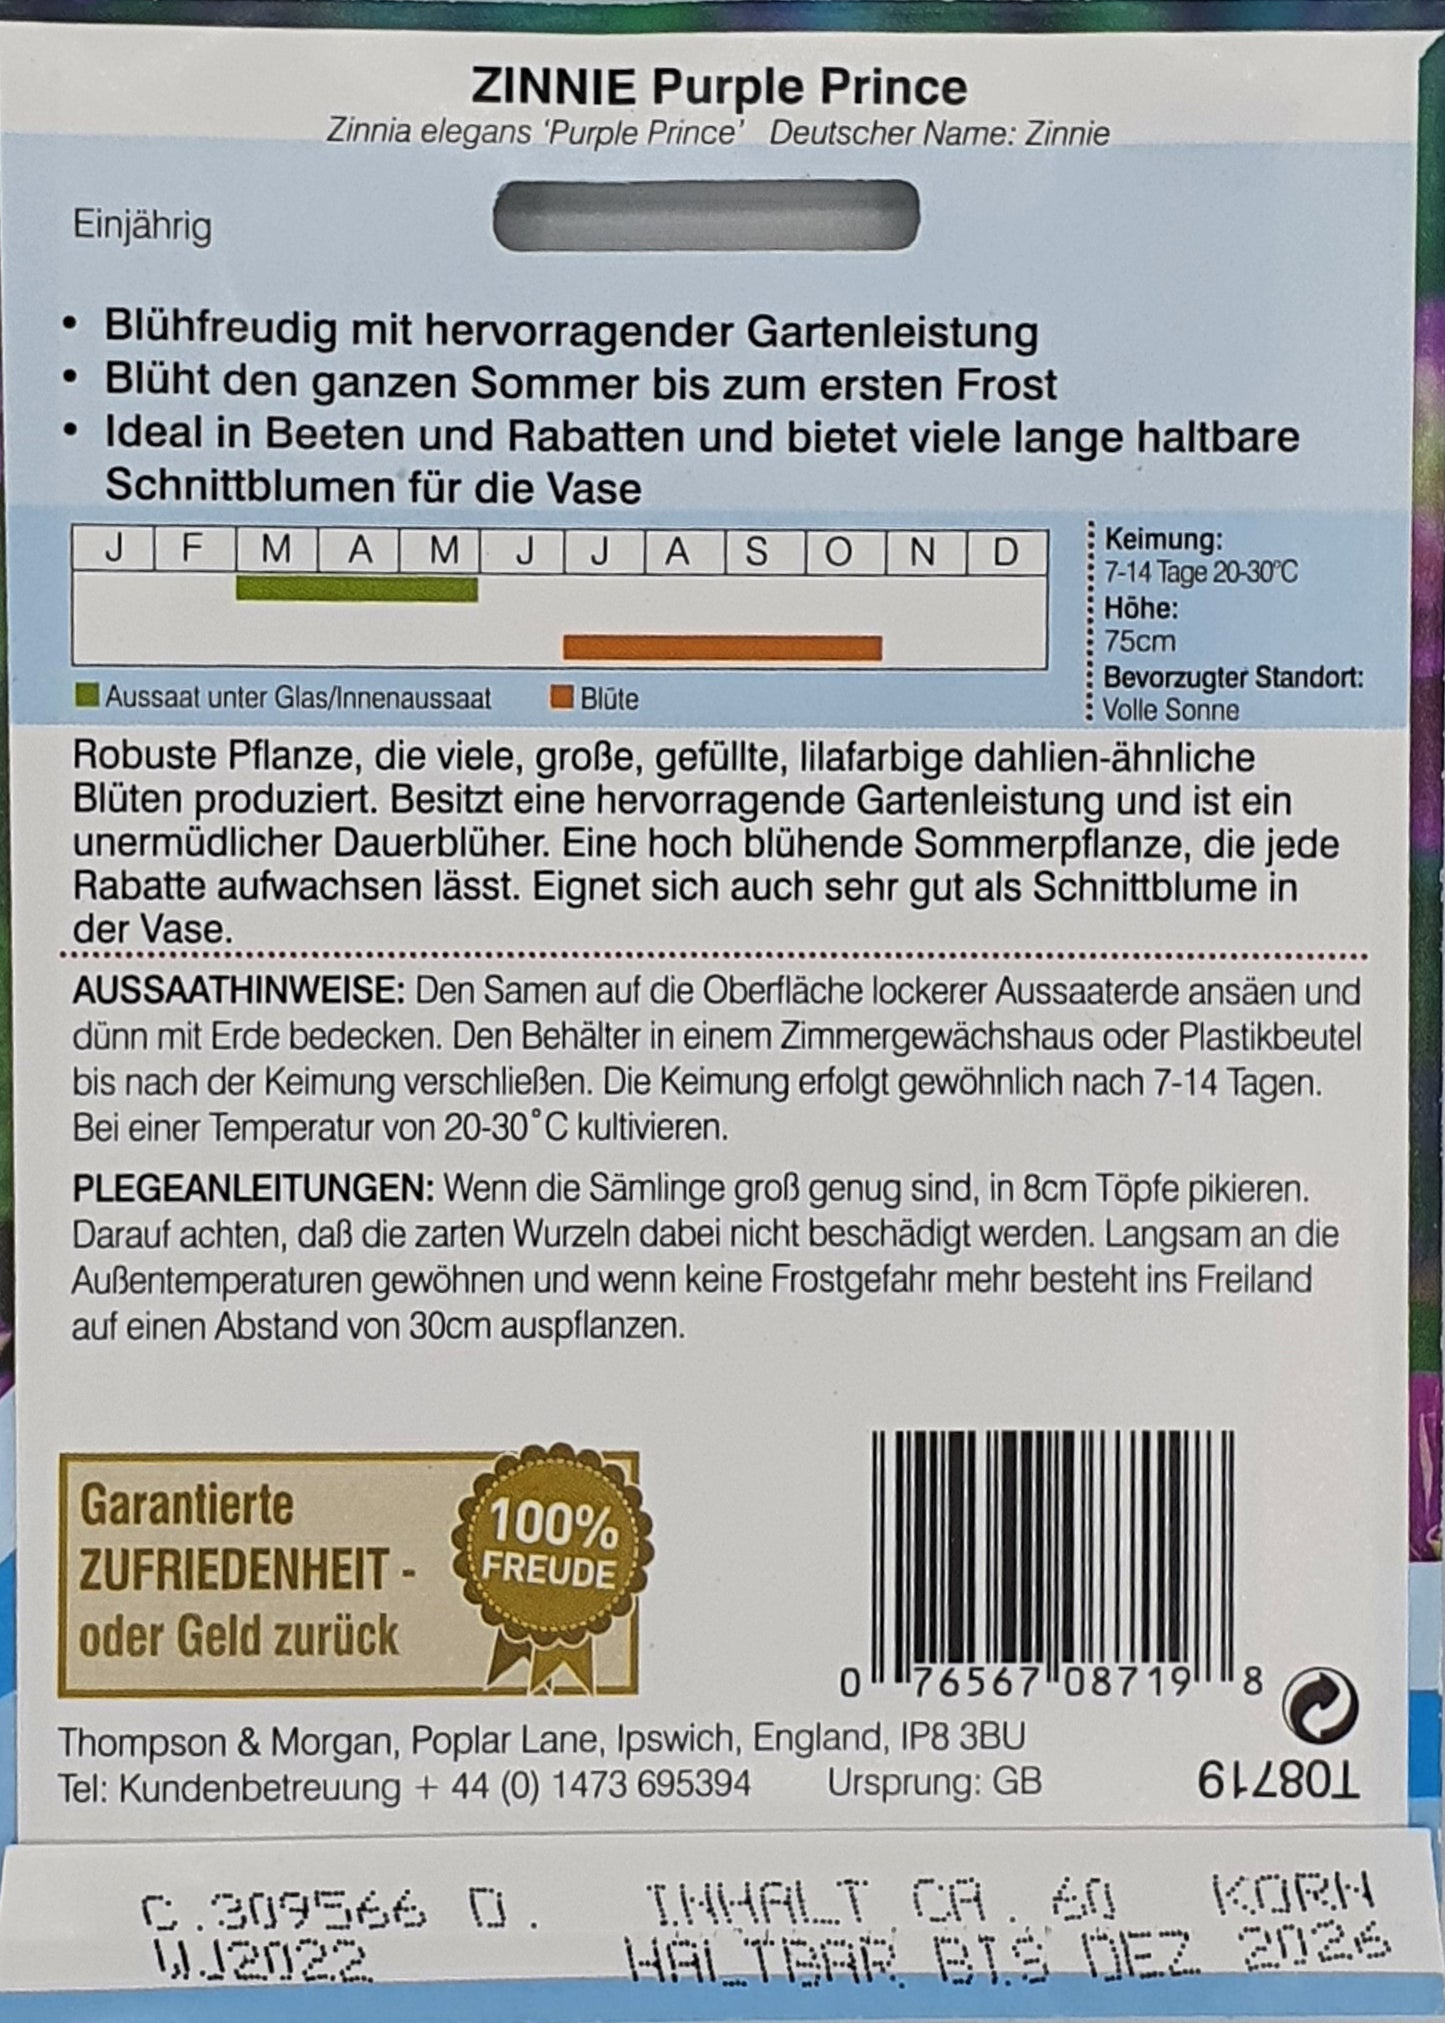 ZINNIE Purple Prince
Zinnia elegans ‘Purple Prince’ Deutscher Name: Zinnie
Einjährig
• Blühfreudig mit hervorragender Gartenleistung
• Blüht den ganzen Sommer bis zum ersten Frost
• Ideal in Beeten und Rabatten und bietet viele lange haltbare
Schnittblumen für die Vase
J F M A M J J A S O N D
Aussaat unter Glas/Innenaussaat Blüte
Keimung:
7-14 Tage 20-30°C
Höhe:
75cm
Bevorzugter Standort:
Volle Sonne
Robuste Pflanze, die viele, große, gefüllte, lilafarbige dahlien-ähnliche
Blüten produziert. Besitzt eine hervorragende Gartenleistung und ist ein
unermüdlicher Dauerblüher. Eine hoch blühende Sommerpflanze, die jede
Rabatte aufwachsen lässt. Eignet sich auch sehr gut als Schnittblume in
der Vase.
AUSSAATHINWEISE: Den Samen auf die Oberfläche lockerer Aussaaterde ansäen und
dünn mit Erde bedecken. Den Behälter in einem Zimmergewächshaus oder Plastikbeutel
bis nach der Keimung verschließen. Die Keimung erfolgt gewöhnlich nach 7-14 Tagen.
Bei einer Temperatur von 20-30°C kultivieren.
PLEGEANLEITUNGEN: Wenn die Sämlinge groß genug sind, in 8cm Töpfe pikieren.
Darauf achten, daß die zarten Wurzeln dabei nicht beschädigt werden. Langsam an die
Außentemperaturen gewöhnen und wenn keine Frostgefahr mehr besteht ins Freiland
auf einen Abstand von 30cm auspflanzen.
Garantierte
ZUFRIEDENHEIT -
oder Geld zurück
100%
FREUDE
0 76567 08719 8
Thompson & Morgan, Poplar Lane, Ipswich, England, IP8 3BU
Tel: Kundenbetreuung + 44 (0) 1473 695394 Ursprung: GB
T08719
C.309566 D. INHALT CA. 60 KORN
WJ2022 HALTBAR BIS DEZ 2026